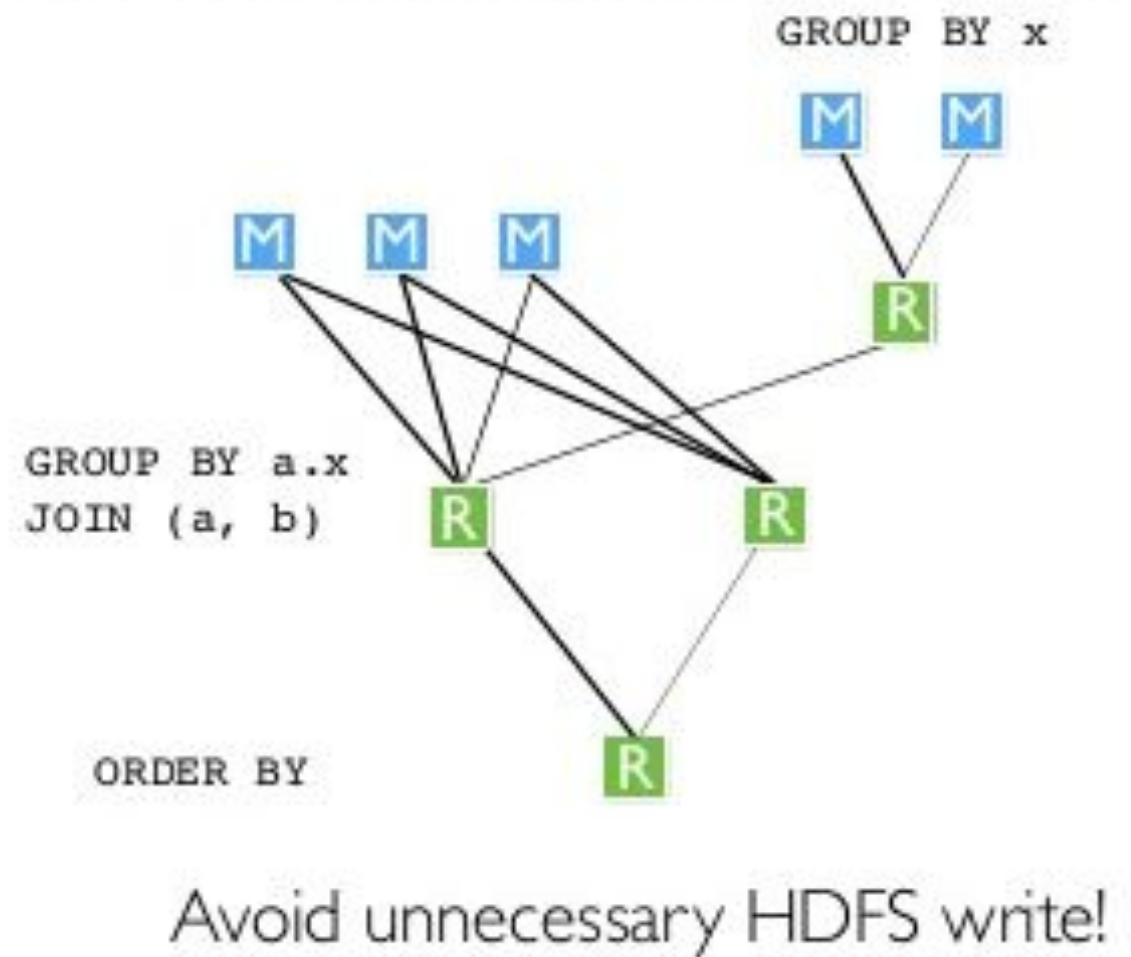 GROUP BY x
M M
M M M
R
GROUP BY a.x
JOIN (a, b)
R R
ORDER BY
R
Avoid unnecessary HDFS write!